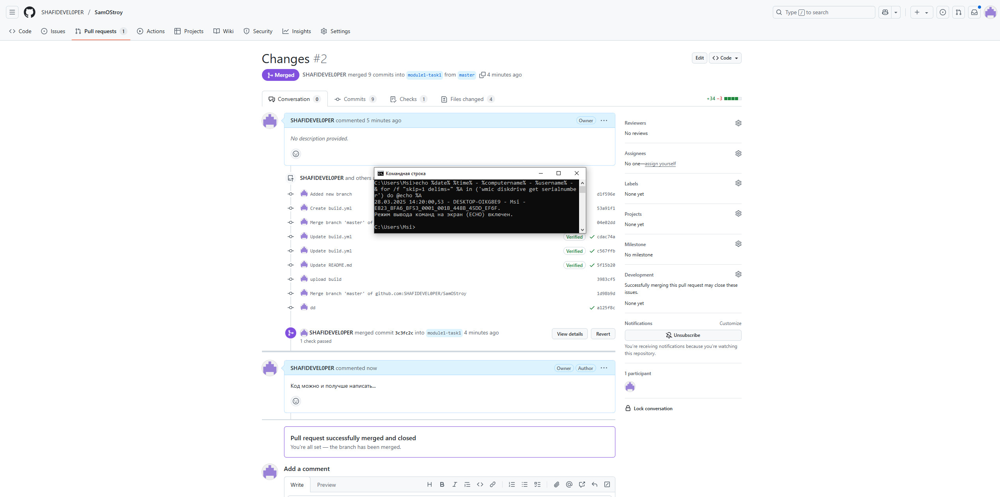 SHAFIDEVEL0PER / SamOStroy
Type / to search
Code
Issues
Pull requests 1
Actions
Projects
Wiki
Security
Insights
Settings
Changes #2
Edit
Code
Merged
SHAFIDEVEL0PER merged 9 commits into module1-task1 from master 4 minutes ago
Conversation 0
Commits 9
Checks 1
Files changed 4
+34 −3
SHAFIDEVEL0PER commented 5 minutes ago
Owner
No description provided.
SHAFIDEVEL0PER and others
Added new branch
d1f596e
Create build.yml
53a91f1
Merge branch 'master' of
04e02dd
Update build.yml
Verified
cdac74a
Update build.yml
Verified
c567ffb
Update README.md
Verified
5f15b20
upload build
3983cf5
Merge branch 'master' of github.com:SHAFIDEVEL0PER/SamOStroy
1d98b9d
dd
a125f8c
Командная строка
C:\Users\Msi>echo %date% %time% - %computername% - %username% -
& for /f "skip=1 delims=" %A in ('wmic diskdrive get serialnumbe
r') do @echo %A
28.03.2025 14:20:00,53 - DESKTOP-OIKG8E9 - Msi -
E823_8FA6_BF53_0001_001B_448B_45DD_EF6F.
Режим вывода команд на экран (ECHO) включен.
C:\Users\Msi>
SHAFIDEVEL0PER merged commit 3c3fc2c into module1-task1 4 minutes ago
1 check passed
View details
Revert
SHAFIDEVEL0PER commented now
Owner
Author
Код можно и получше написать...
Pull request successfully merged and closed
You're all set — the branch has been merged.
Add a comment
Write
Preview
Reviewers
No reviews
Assignees
No one—assign yourself
Labels
None yet
Projects
None yet
Milestone
No milestone
Development
Successfully merging this pull request may close these
issues.
None yet
Notifications
Customize
Unsubscribe
You're receiving notifications because you're watching
this repository.
1 participant
Lock conversation